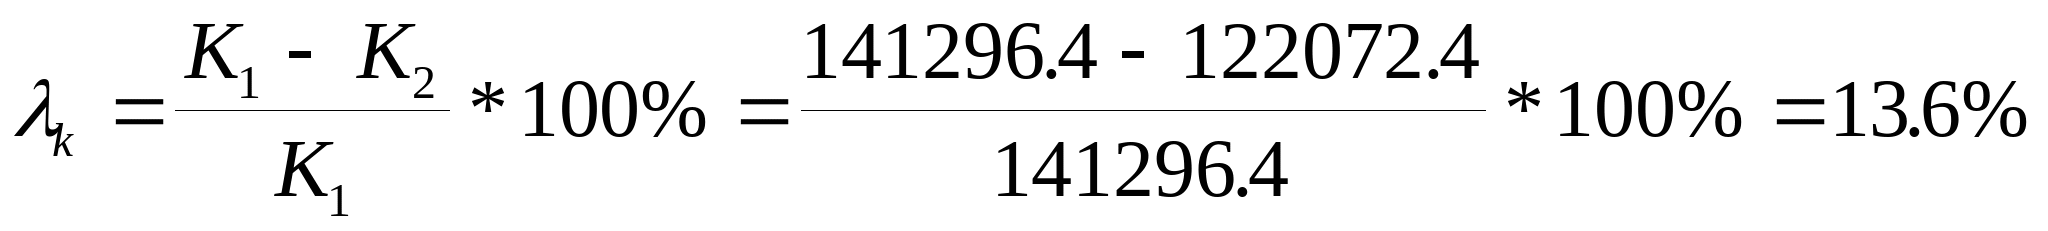 λk = (K1 - K2) / K1 * 100% = (141296.4 - 122072.4) / 141296.4 * 100% = 13.6%